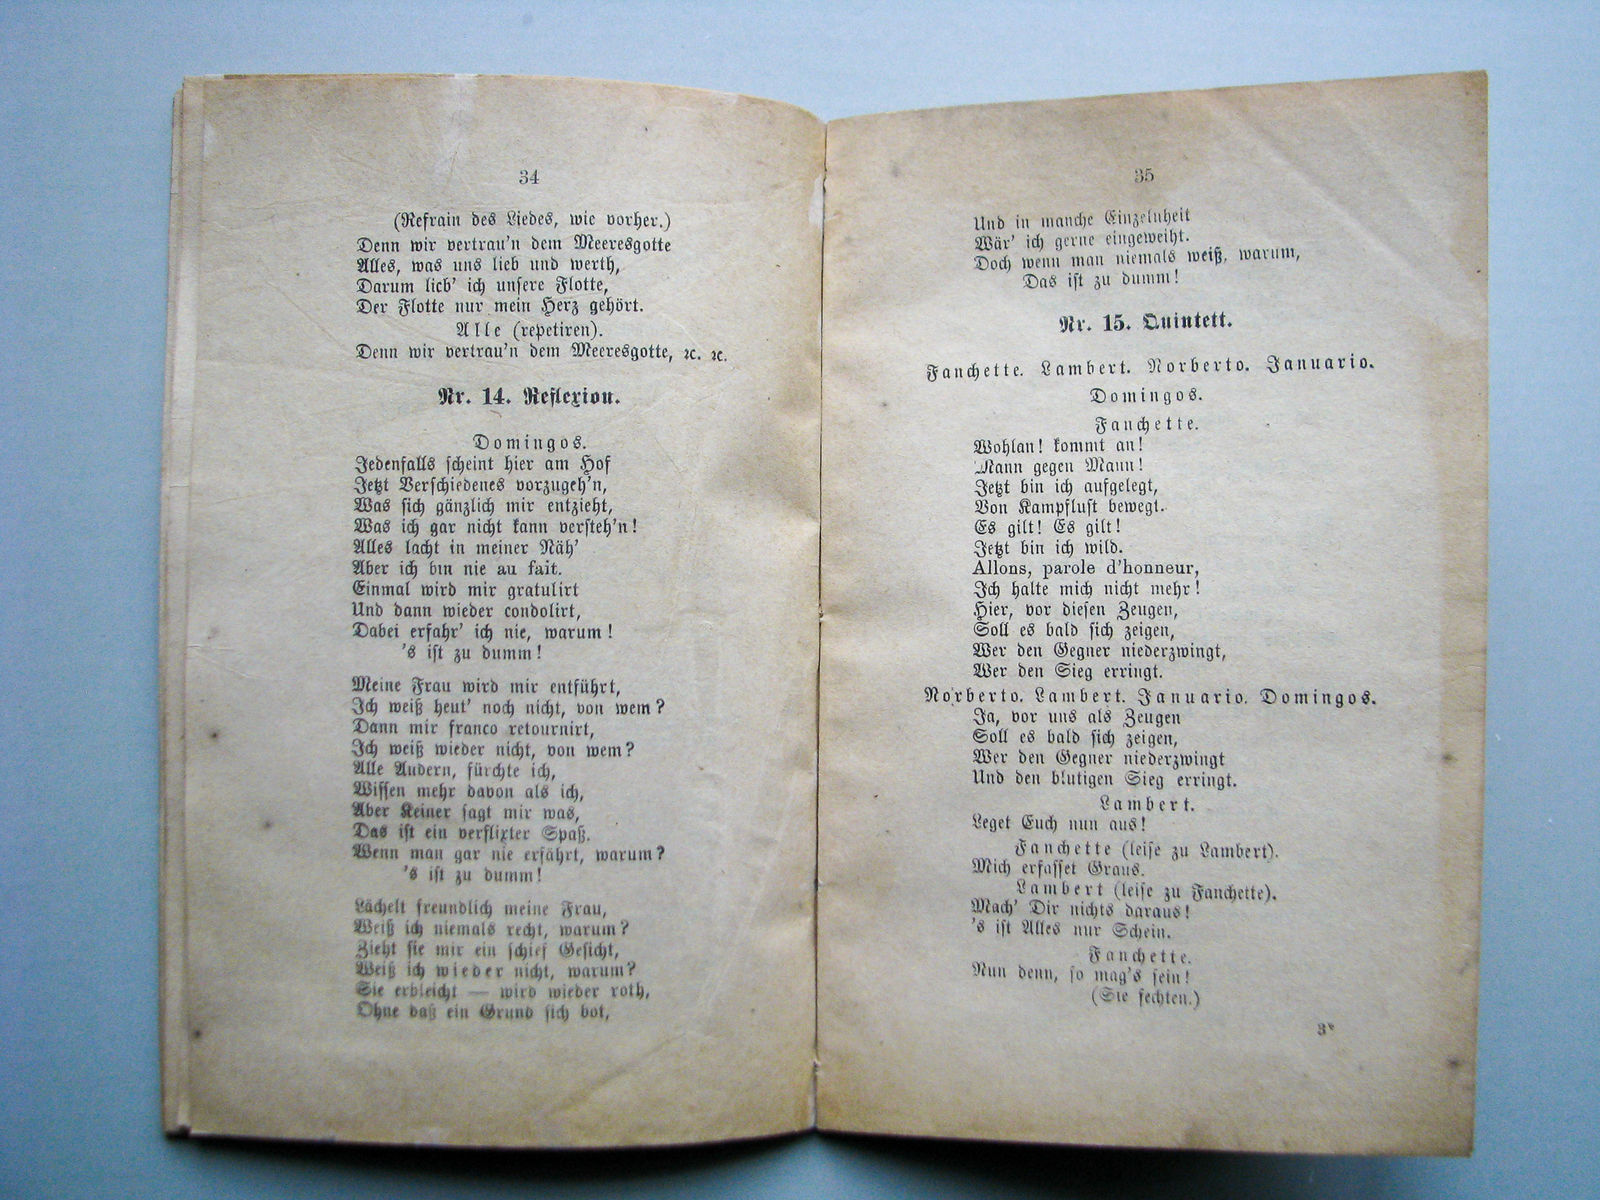 34
(Refrain des Liedes, wie vorher.)
Denn wir vertrau'n dem Meeresgotte
Alles, was uns lieb und werth,
Darum lieb' ich unsere Flotte,
Der Flotte nur mein Herz gehört.
Alle (repetiren).
Denn wir vertrau'n dem Meeresgotte, ꝛc. ꝛc.
Nr. 14. Reflexion.
Domingos.
Jedenfalls scheint hier am Hof
Jetzt Verschiedenes vorzugeh'n,
Was sich gänzlich mir entzieht,
Was ich gar nicht kann versteh'n!
Alles lacht in meiner Näh'
Aber ich bin nie au fait.
Einmal wird mir gratulirt
Und dann wieder condolirt,
Dabei erfahr' ich nie, warum!
's ist zu dumm!
Meine Frau wird mir entführt,
Ich weiß heut' noch nicht, von wem?
Dann mir franco retournirt,
Ich weiß wieder nicht, von wem?
Alle Andern, fürchte ich,
Wissen mehr davon als ich,
Aber Keiner sagt mir was,
Das ist ein verflixter Spaß.
Wenn man gar nie erfährt, warum?
's ist zu dumm!
Lächelt freundlich meine Frau,
Weiß ich niemals recht, warum?
Zieht sie mir ein schief Gesicht,
Weiß ich wieder nicht, warum?
Sie erbleicht — wird wieder roth,
Ohne daß ein Grund sich bot,
35
Und in manche Einzelnheit
Wär' ich gerne eingeweiht.
Doch wenn man niemals weiß, warum,
Das ist zu dumm!
Nr. 15. Quintett.
Fanchette. Lambert. Norberto. Januario.
Domingos.
Fanchette.
Wohlan! kommt an!
Mann gegen Mann!
Jetzt bin ich aufgelegt,
Von Kampflust bewegt.
Es gilt! Es gilt!
Jetzt bin ich wild.
Allons, parole d'honneur,
Ich halte mich nicht mehr!
Hier, vor diesen Zeugen,
Soll es bald sich zeigen,
Wer den Gegner niederzwingt,
Wer den Sieg erringt.
Norberto. Lambert. Januario. Domingos.
Ja, vor uns als Zeugen
Soll es bald sich zeigen,
Wer den Gegner niederzwingt
Und den blutigen Sieg erringt.
Lambert.
Leget Euch nun aus!
Fanchette (leise zu Lambert).
Mich erfasset Graus.
Lambert (leise zu Fanchette).
Mach' Dir nichts daraus!
's ist Alles nur Schein.
Fanchette.
Nun denn, so mag's sein!
(Sie fechten.)
3*